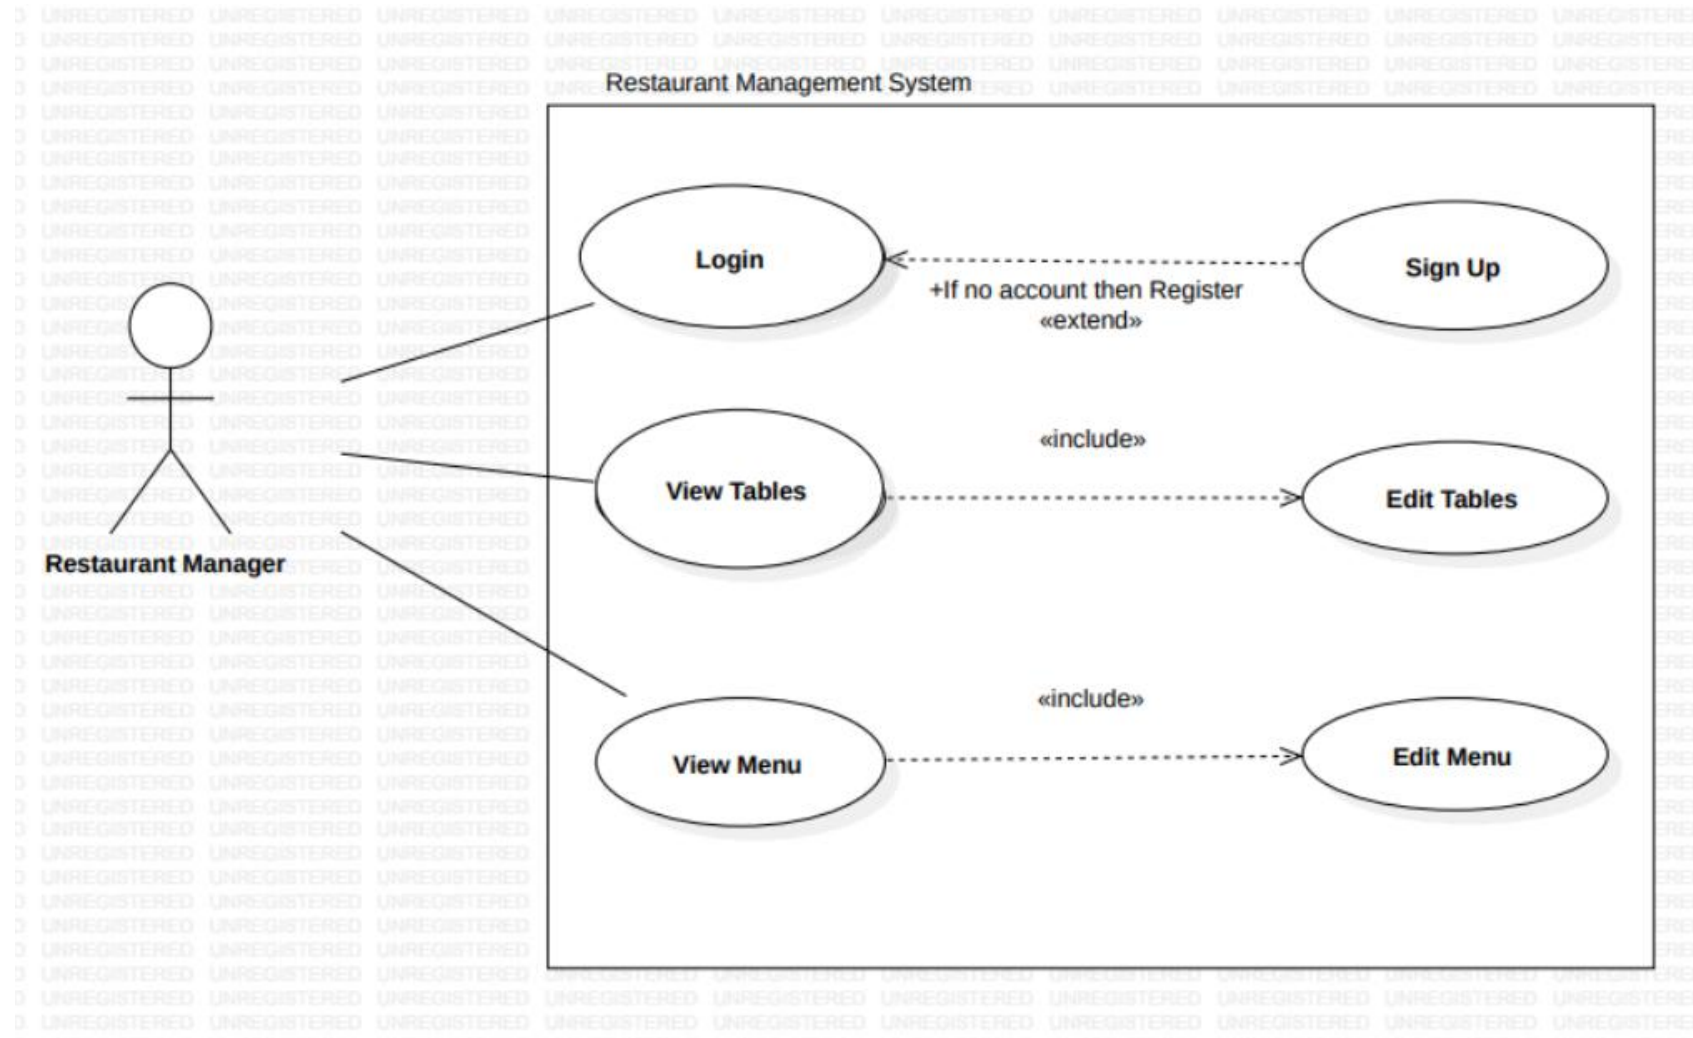 Restaurant Management System
Login
Sign Up
+If no account then Register
«extend»
«include»
View Tables
Edit Tables
Restaurant Manager
«include»
View Menu
Edit Menu
UNREGISTERED